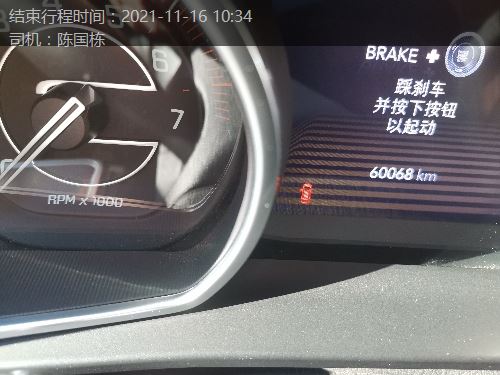 结束行程时间：2021-11-16 10:34
司机：陈国栋
6
7
RPM x 1000
BRAKE +
踩刹车
并按下按钮
以起动
60068 km